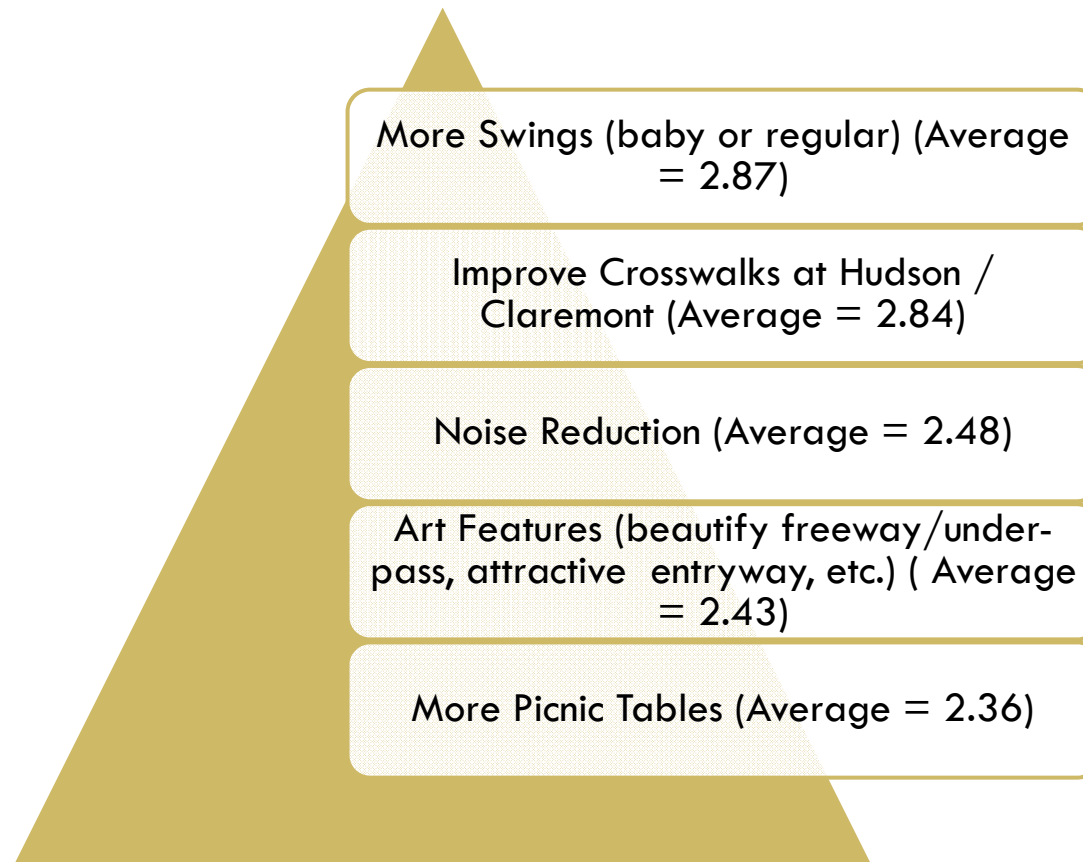 More Swings (baby or regular) (Average
= 2.87)
Improve Crosswalks at Hudson /
Claremont (Average = 2.84)
Noise Reduction (Average = 2.48)
Art Features (beautify freeway/under-
pass, attractive  entryway, etc.) ( Average
= 2.43)
More Picnic Tables (Average = 2.36)